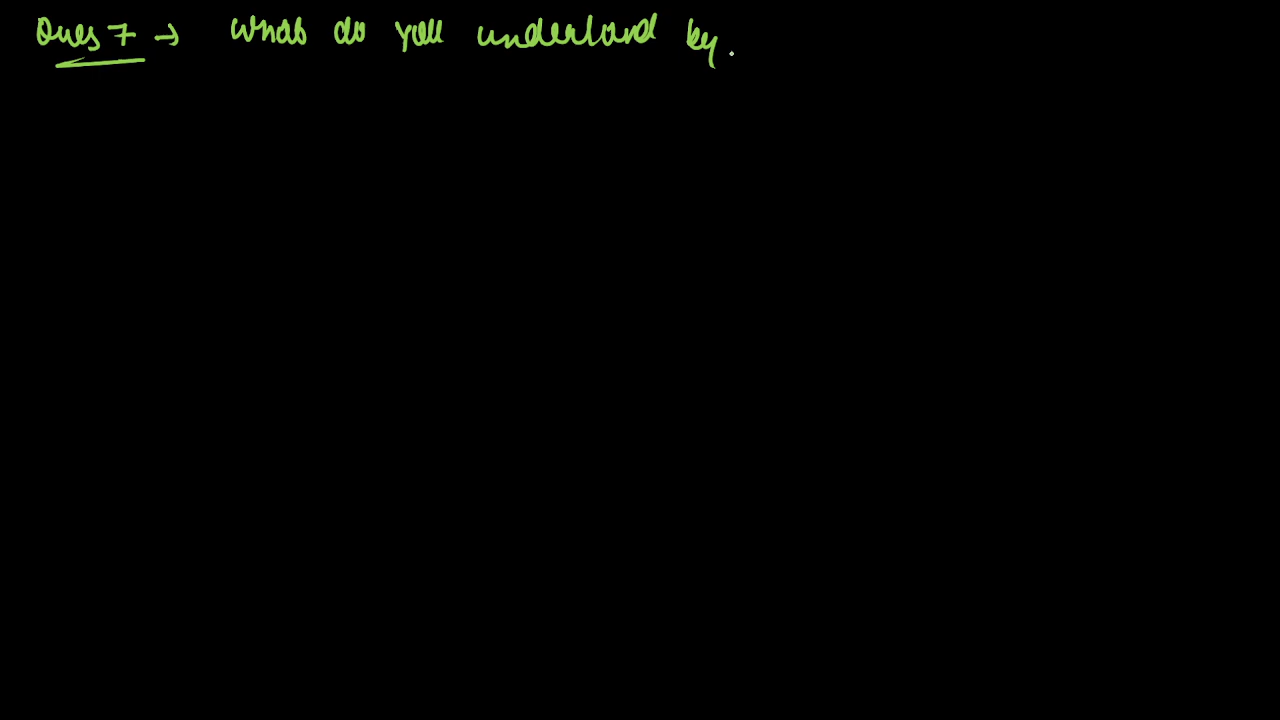 Ques 7 → What do you understand by.